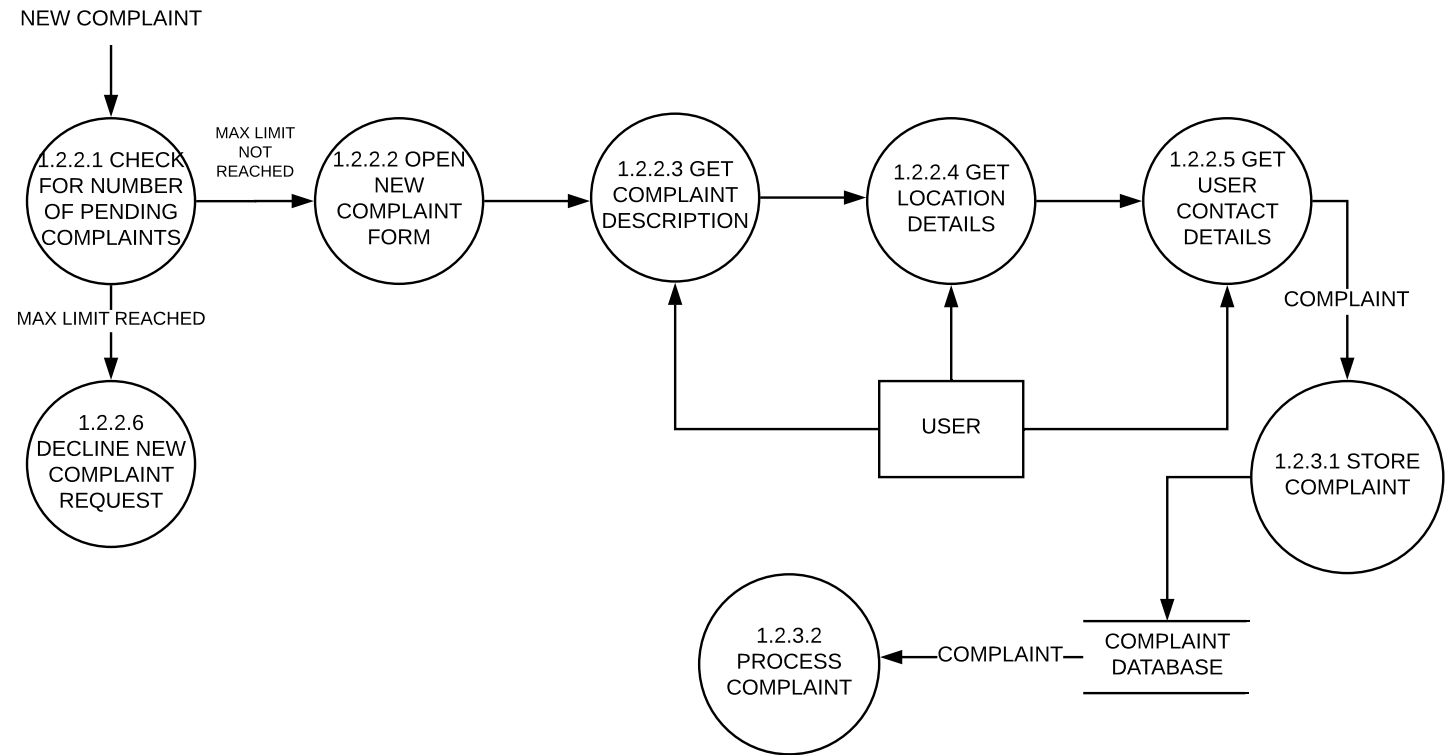 NEW COMPLAINT
1.2.2.1 CHECK
FOR NUMBER
OF PENDING
COMPLAINTS
MAX LIMIT
NOT
REACHED
1.2.2.2 OPEN
NEW
COMPLAINT
FORM
1.2.2.3 GET
COMPLAINT
DESCRIPTION
1.2.2.4 GET
LOCATION
DETAILS
1.2.2.5 GET
USER
CONTACT
DETAILS
COMPLAINT
MAX LIMIT REACHED
1.2.2.6
DECLINE NEW
COMPLAINT
REQUEST
USER
1.2.3.1 STORE
COMPLAINT
1.2.3.2
PROCESS
COMPLAINT
COMPLAINT
COMPLAINT
DATABASE